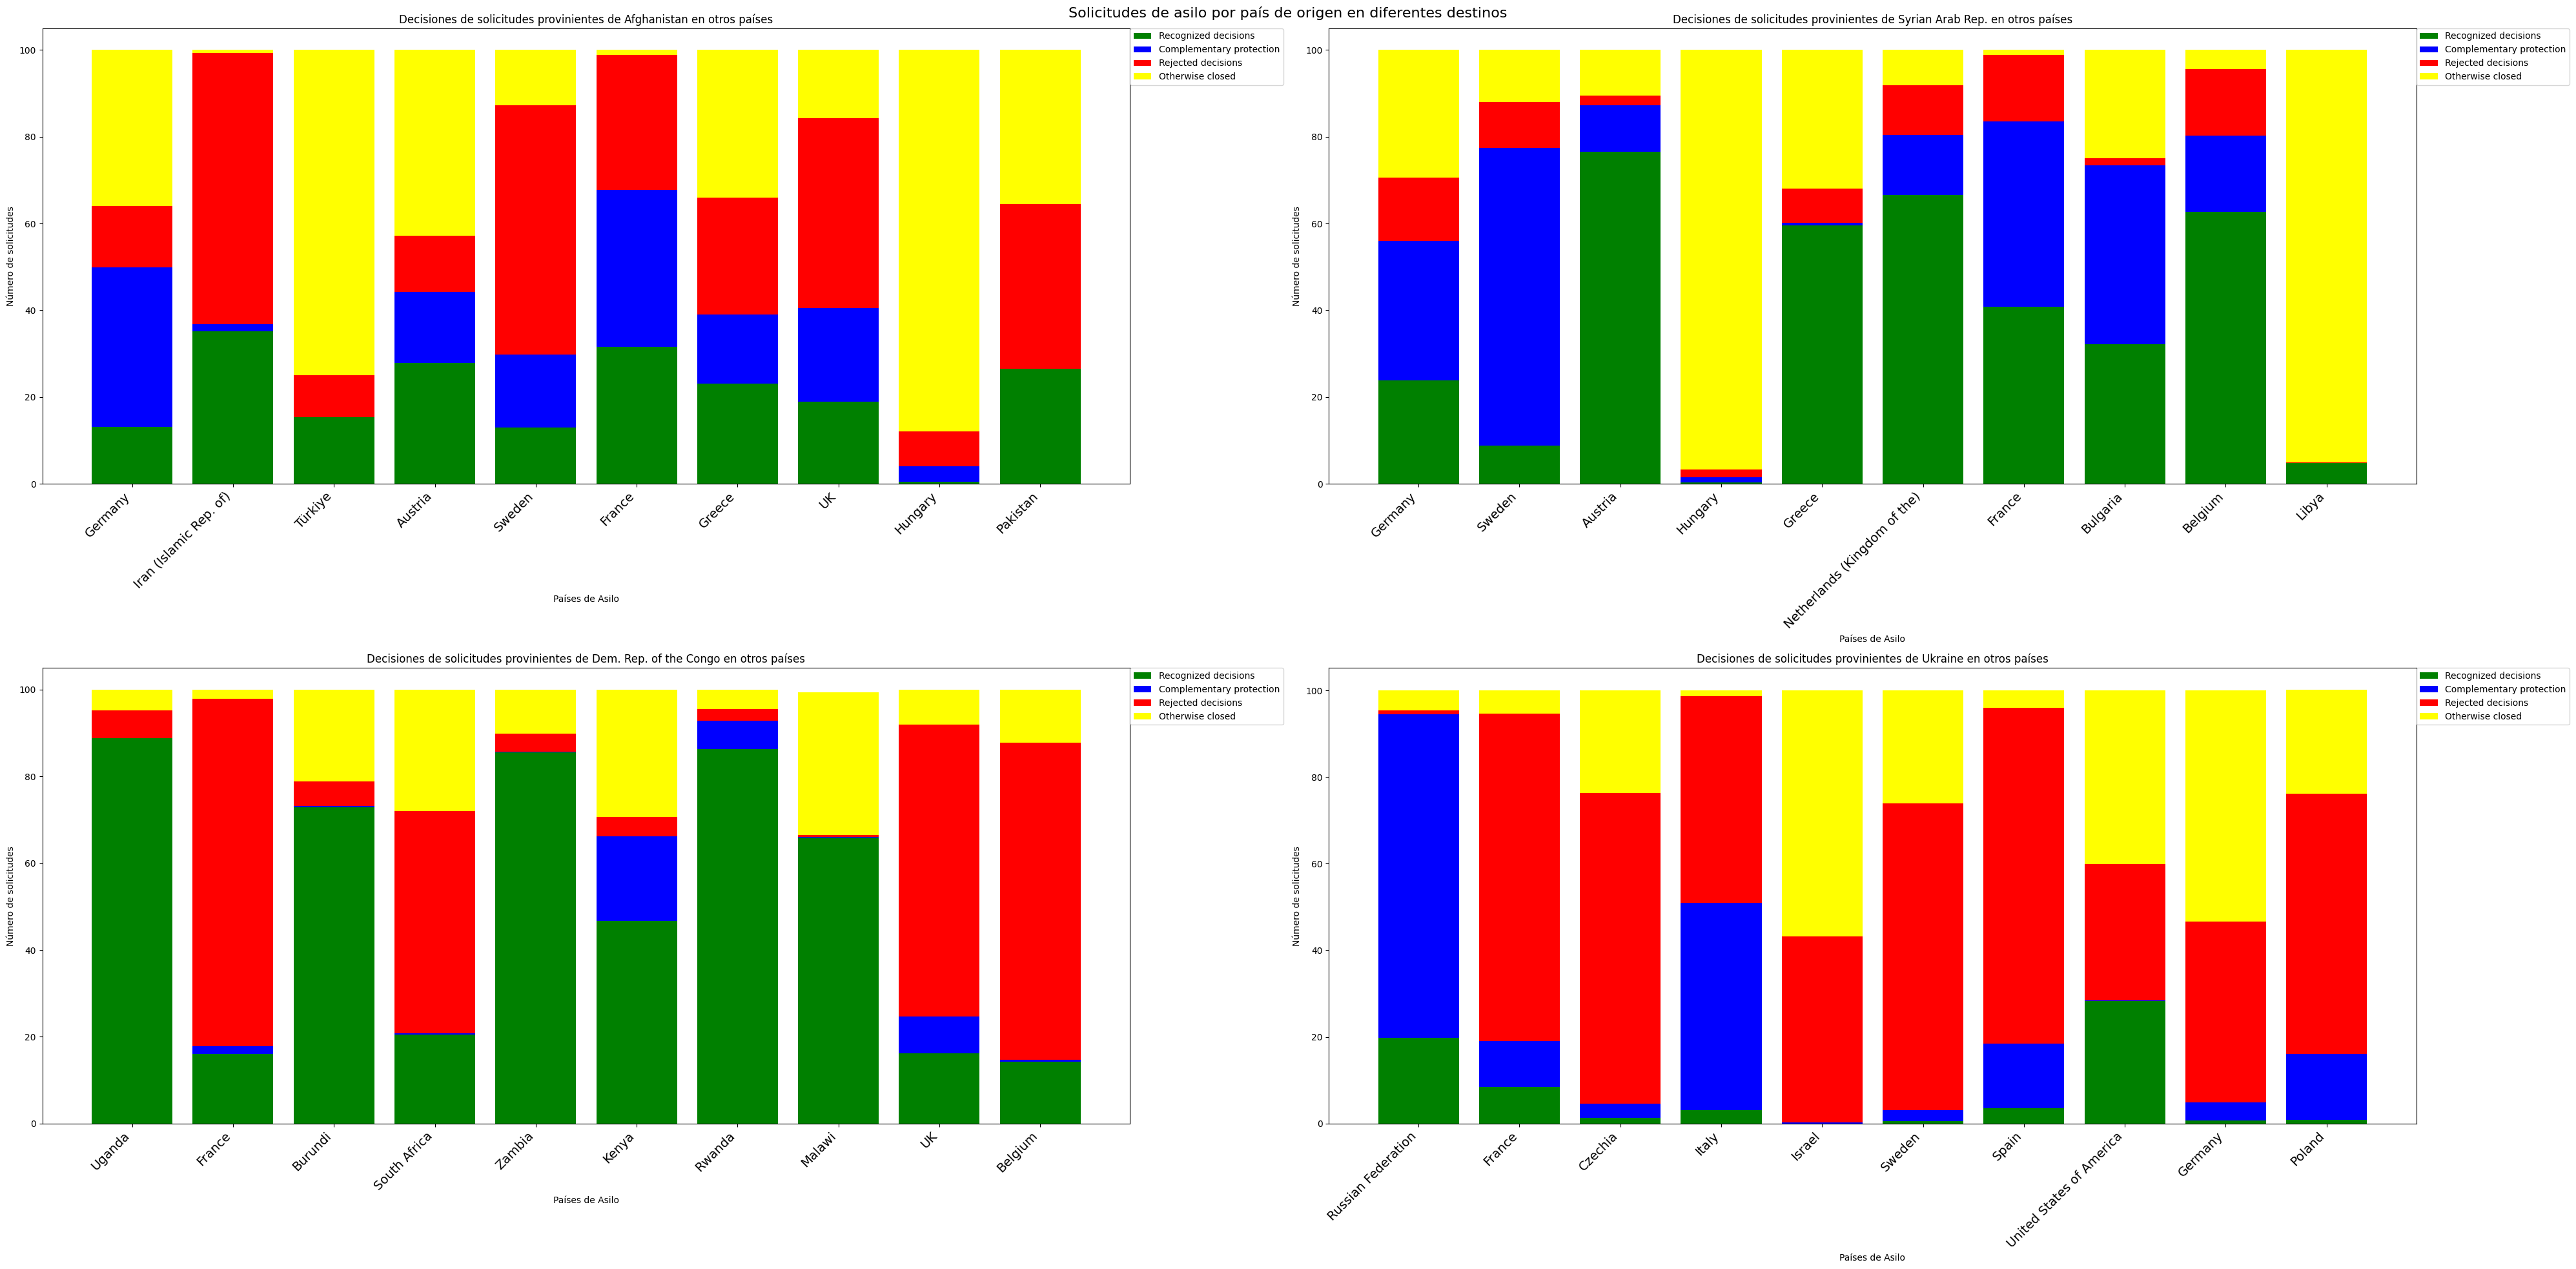 Solicitudes de asilo por país de origen en diferentes destinos
Decisiones de solicitudes provinientes de Afghanistan en otros países
Número de solicitudes
100
80
60
40
20
0
Germany
Iran (Islamic Rep. of)
Türkiye
Austria
Sweden
France
Greece
UK
Hungary
Pakistan
Países de Asilo
Recognized decisions
Complementary protection
Rejected decisions
Otherwise closed
Decisiones de solicitudes provinientes de Syrian Arab Rep. en otros países
Número de solicitudes
100
80
60
40
20
0
Germany
Sweden
Austria
Hungary
Greece
Netherlands (Kingdom of the)
France
Bulgaria
Belgium
Libya
Países de Asilo
Recognized decisions
Complementary protection
Rejected decisions
Otherwise closed
Decisiones de solicitudes provinientes de Dem. Rep. of the Congo en otros países
Número de solicitudes
100
80
60
40
20
0
Uganda
France
Burundi
South Africa
Zambia
Kenya
Rwanda
Malawi
UK
Belgium
Países de Asilo
Recognized decisions
Complementary protection
Rejected decisions
Otherwise closed
Decisiones de solicitudes provinientes de Ukraine en otros países
Número de solicitudes
100
80
60
40
20
0
Russian Federation
France
Czechia
Italy
Israel
Sweden
Spain
United States of America
Germany
Poland
Países de Asilo
Recognized decisions
Complementary protection
Rejected decisions
Otherwise closed